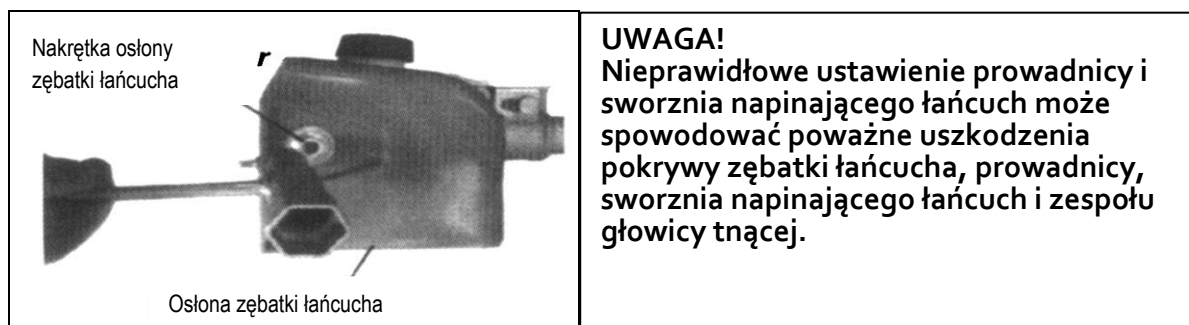 Nakrętka osłony
zębatki łańcucha
r
Osłona zębatki łańcucha
UWAGA!
Nieprawidłowe ustawienie prowadnicy i
sworznia napinającego łańcuch może
spowodować poważne uszkodzenia
pokrywy zębatki łańcucha, prowadnicy,
sworznia napinającego łańcuch i zespołu
głowicy tnącej.